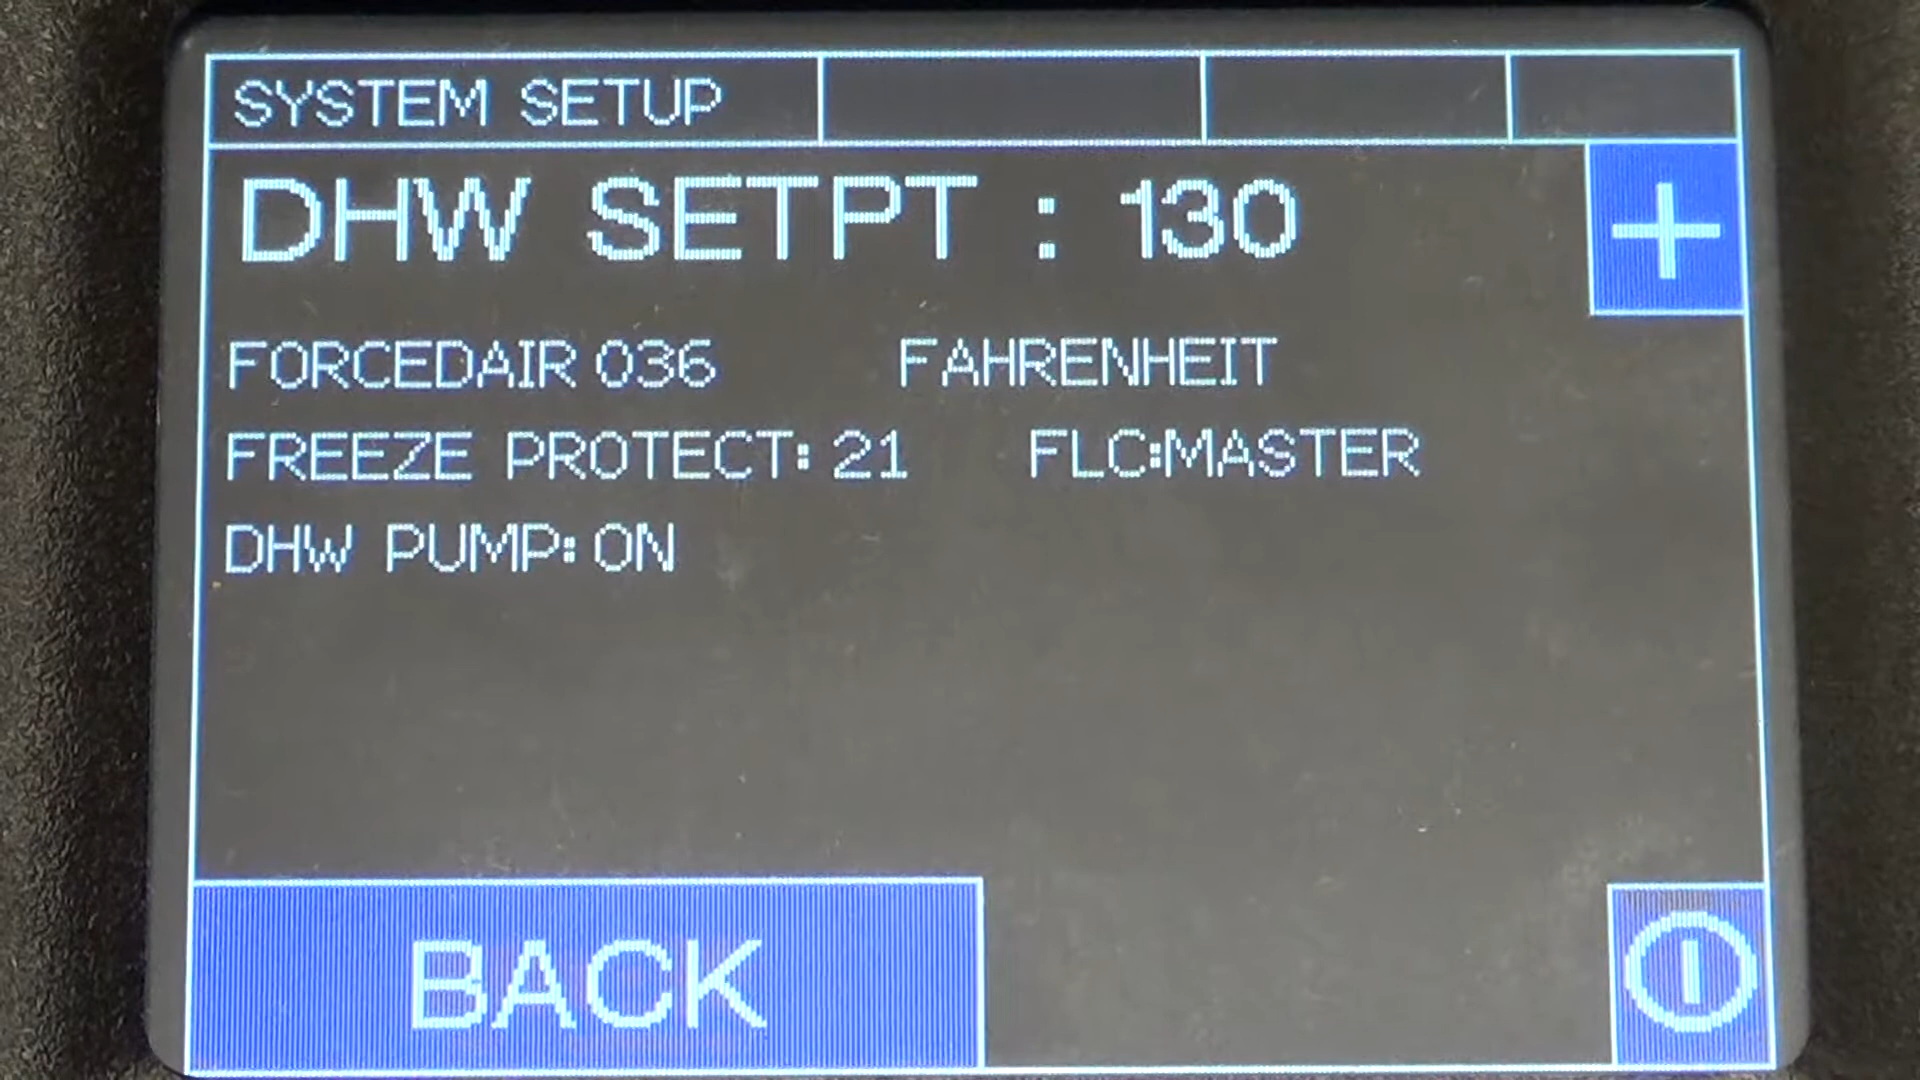 SYSTEM SETUP
DHW SETPT : 130
+
FORCEDAIR 036 FAHRENHEIT
FREEZE PROTECT: 21 FLC:MASTER
DHW PUMP: ON
BACK